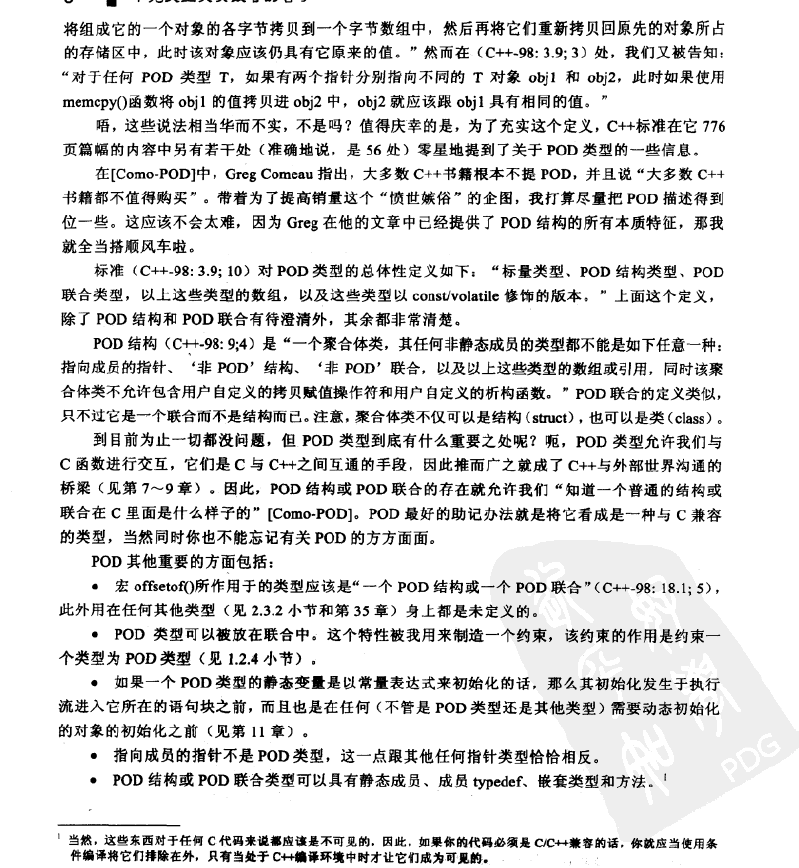 将组成它的一个对象的各字节拷贝到一个字节数组中，然后再将它们重新拷贝回原先的对象所占
的存储区中，此时该对象应该仍具有它原来的值。”然而在（C++-98: 3.9; 3）处，我们又被告知：
“对于任何 POD 类型 T，如果有两个指针分别指向不同的 T 对象 obj1 和 obj2，此时如果使用
memcpy()函数将 obj1 的值拷贝进 obj2 中，obj2 就应该跟 obj1 具有相同的值。”
唔，这些说法相当华而不实，不是吗？值得庆幸的是，为了充实这个定义，C++标准在它 776
页篇幅的内容中另有若干处（准确地说，是 56 处）零星地提到了关于 POD 类型的一些信息。
在[Como-POD]中，Greg Comeau 指出，大多数 C++书籍根本不提 POD，并且说“大多数 C++
书籍都不值得购买”。带着为了提高销量这个“愤世嫉俗”的企图，我打算尽量把 POD 描述得到
位一些。这应该不会太难，因为 Greg 在他的文章中已经提供了 POD 结构的所有本质特征，那我
就全当搭顺风车啦。
标准（C++-98: 3.9; 10）对 POD 类型的总体性定义如下：“标量类型、POD 结构类型、POD
联合类型，以上这些类型的数组，以及这些类型以 const/volatile 修饰的版本。”上面这个定义，
除了 POD 结构和 POD 联合有待澄清外，其余都非常清楚。
POD 结构（C++-98: 9;4）是“一个聚合体类，其任何非静态成员的类型都不能是如下任意一种：
指向成员的指针、‘非 POD’结构、‘非 POD’联合，以及以上这些类型的数组或引用，同时该聚
合体类不允许包含用户自定义的拷贝赋值操作符和用户自定义的析构函数。”POD 联合的定义类似，
只不过它是一个联合而不是结构而已。注意，聚合体类不仅可以是结构（struct），也可以是类（class）。
到目前为止一切都没问题，但 POD 类型到底有什么重要之处呢？呃，POD 类型允许我们与
C 函数进行交互，它们是 C 与 C++之间互通的手段，因此推而广之就成了 C++与外部世界沟通的
桥梁（见第 7～9 章）。因此，POD 结构或 POD 联合的存在就允许我们“知道一个普通的结构或
联合在 C 里面是什么样子的”[Como-POD]。POD 最好的助记办法就是将它看成是一种与 C 兼容
的类型，当然同时你也不能忘记有关 POD 的方方面面。
POD 其他重要的方面包括：
● 宏 offsetof()所作用于的类型应该是“一个 POD 结构或一个 POD 联合”（C++-98: 18.1; 5），
此外用在任何其他类型（见 2.3.2 小节和第 35 章）身上都是未定义的。
● POD 类型可以被放在联合中。这个特性被我用来制造一个约束，该约束的作用是约束一
个类型为 POD 类型（见 1.2.4 小节）。
● 如果一个 POD 类型的静态变量是以常量表达式来初始化的话，那么其初始化发生于执行
流进入它所在的语句块之前，而且也是在任何（不管是 POD 类型还是其他类型）需要动态初始化
的对象的初始化之前（见第 11 章）。
● 指向成员的指针不是 POD 类型，这一点跟其他任何指针类型恰恰相反。
● POD 结构或 POD 联合类型可以具有静态成员、成员 typedef、嵌套类型和方法。1
1 当然，这些东西对于任何 C 代码来说都应该是不可见的。因此，如果你的代码必须是 C/C++兼容的话，你就应当使用条
件编译将它们排除在外，只有当处于 C++编译环境中时才让它们成为可见的。
PDG